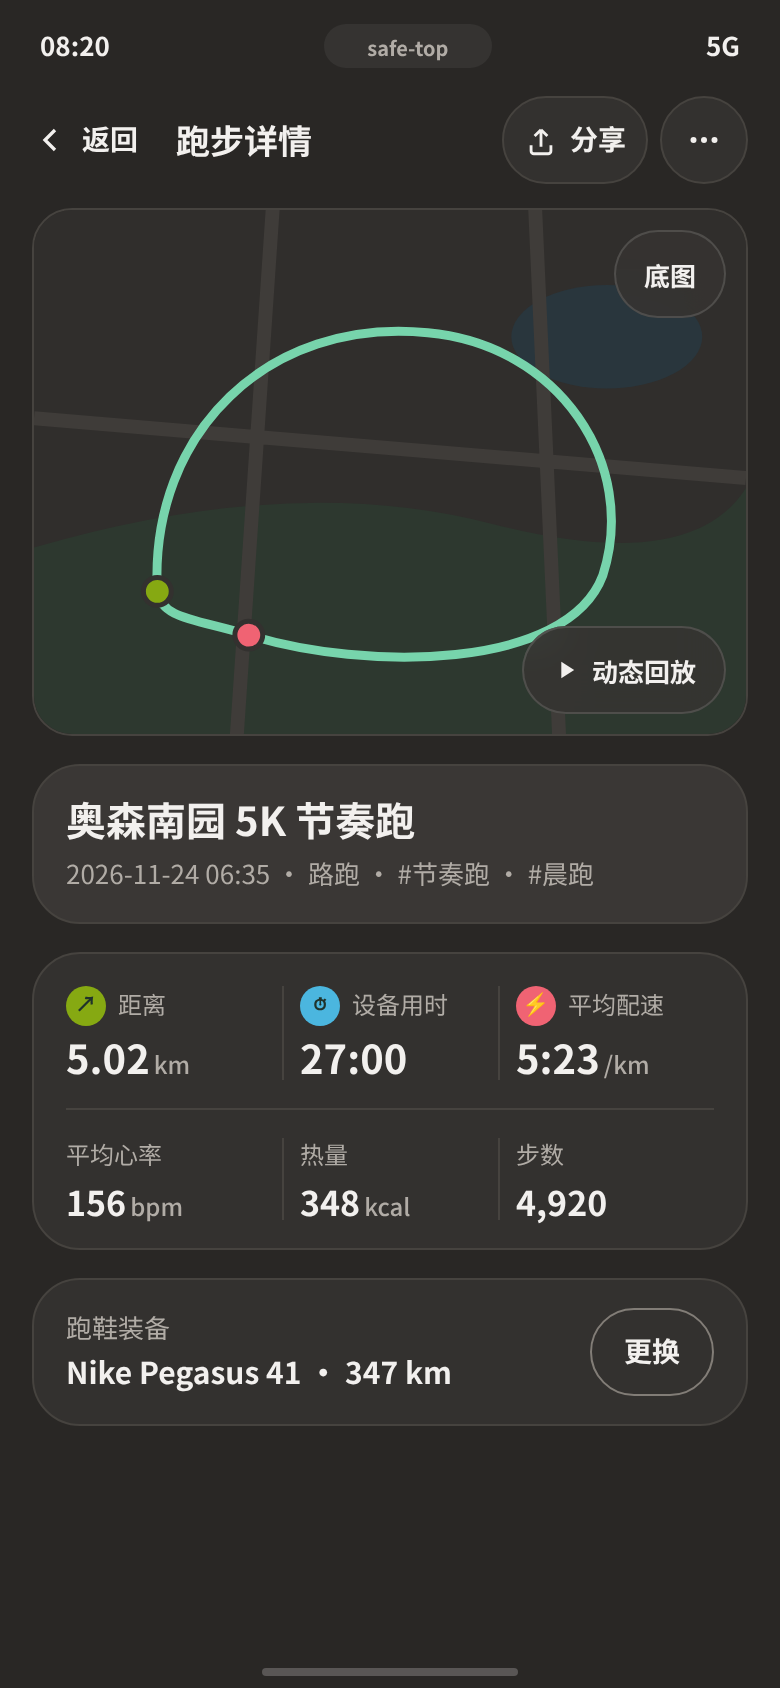 08:20 safe-top 5G
返回 跑步详情 分享
底图
动态回放
奥森南园 5K 节奏跑
2026-11-24 06:35 • 路跑 • #节奏跑 • #晨跑
距离 设备用时 平均配速
5.02 km 27:00 5:23 /km
平均心率 热量 步数
156 bpm 348 kcal 4,920
跑鞋装备
Nike Pegasus 41 • 347 km 更换